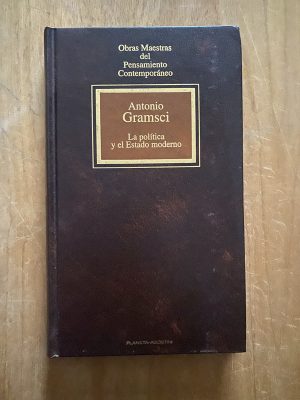 Obras Maestras
del
Pensamiento
Contemporáneo
Antonio
Gramsci
La política
y el Estado moderno
PLANETA-AGOSTINI